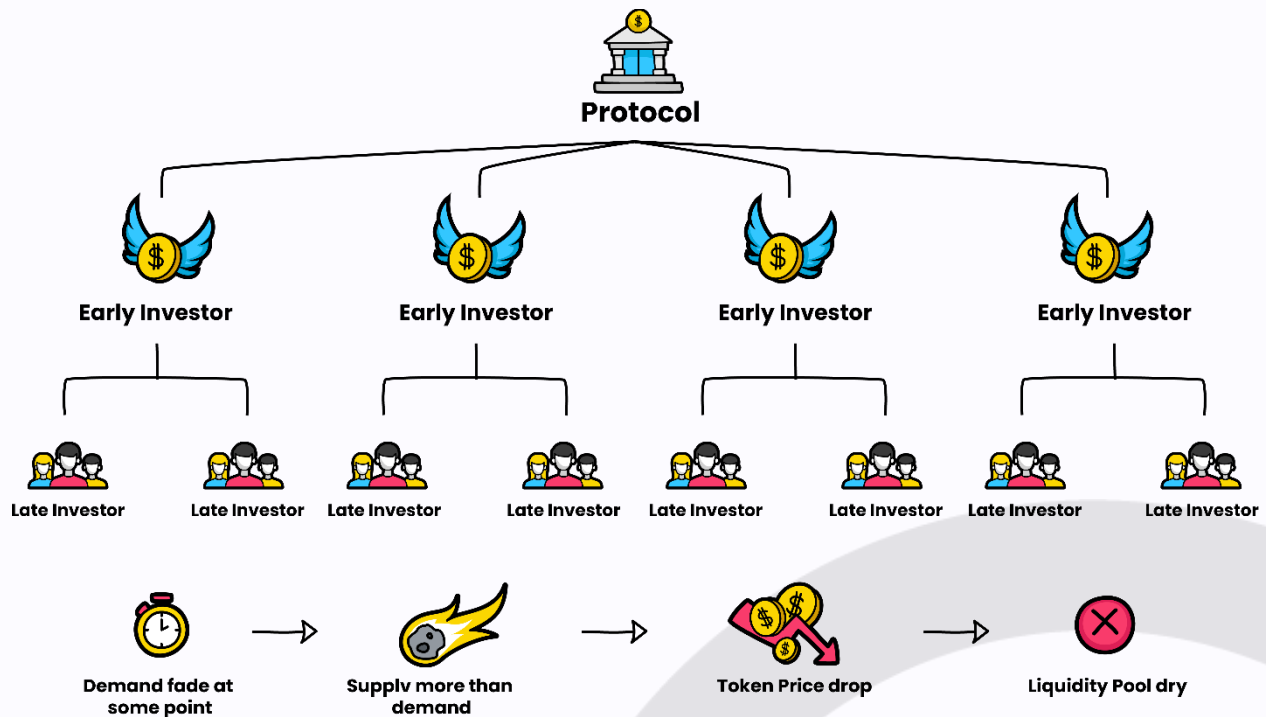 Protocol
Early Investor
Early Investor
Early Investor
Early Investor
Late Investor
Late Investor
Late Investor
Late Investor
Late Investor
Late Investor
Late Investor
Late Investor
Demand fade at
some point
Supply more than
demand
Token Price drop
Liquidity Pool dry